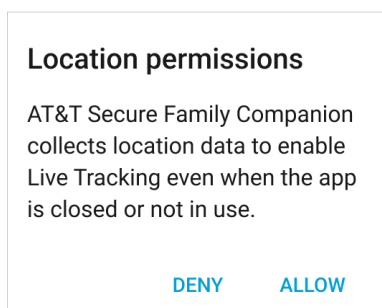 Location permissions
AT&T Secure Family Companion
collects location data to enable
Live Tracking even when the app
is closed or not in use.
DENY ALLOW